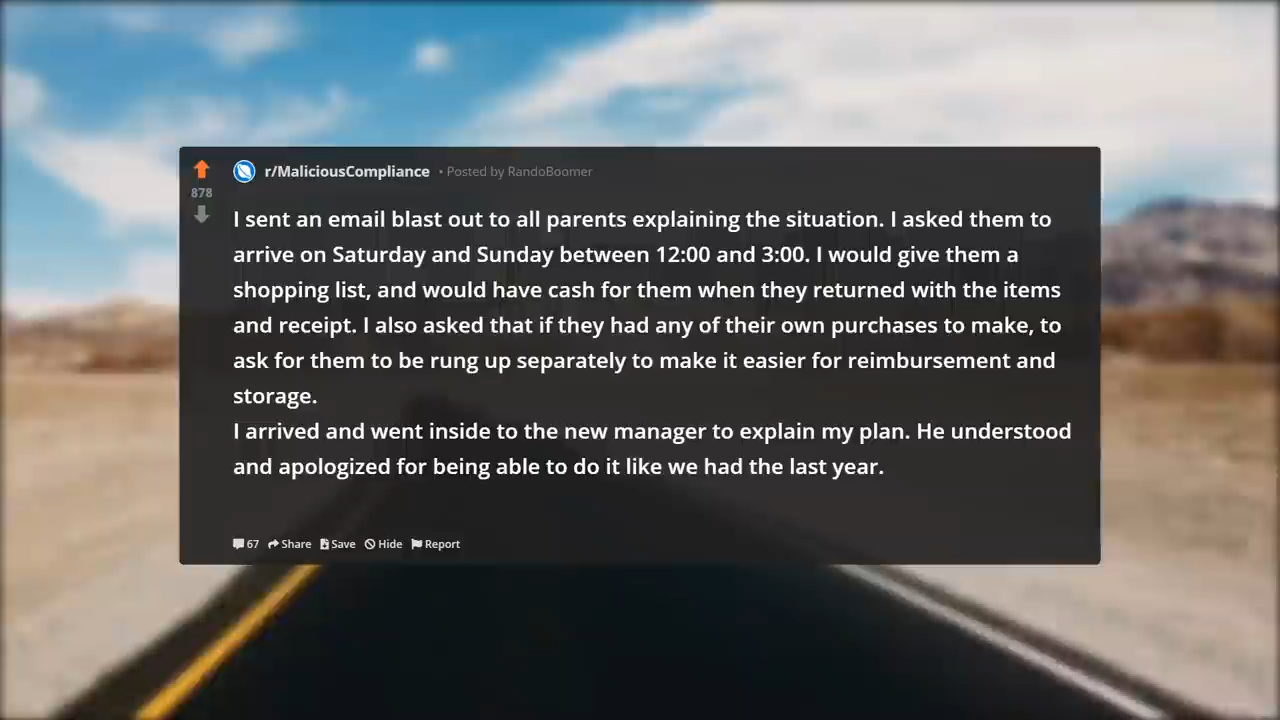 r/MaliciousCompliance • Posted by RandoBoomer
878
I sent an email blast out to all parents explaining the situation. I asked them to
arrive on Saturday and Sunday between 12:00 and 3:00. I would give them a
shopping list, and would have cash for them when they returned with the items
and receipt. I also asked that if they had any of their own purchases to make, to
ask for them to be rung up separately to make it easier for reimbursement and
storage.
I arrived and went inside to the new manager to explain my plan. He understood
and apologized for being able to do it like we had the last year.
67 Share Save Hide Report